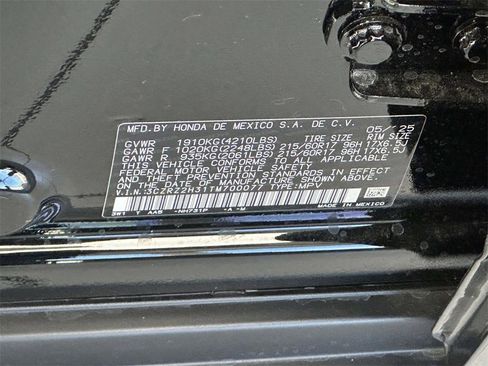 MFD.BY HONDA DE MEXICO S.A. DE C.V. 05/'25
GVWR 1910KG(4210LBS) TIRE SIZE RIM SIZE
GAWR F 1020KG(2248LBS) 215/60R17 96H 17X6.5J
GAWR R 935KG(2061LBS) 215/60R17 96H 17X6.5J
THIS VEHICLE CONFORMS TO ALL APPLICABLE
FEDERAL MOTOR VEHICLE SAFETY
AND THEFT PREVENTION STANDARDS IN EFFECT
ON THE DATE OF MANUFACTURE SHOWN ABOVE.
V.I.N.: TYPE:MPV
3W1 Y AA5 NH731P
MADE IN MEXICO